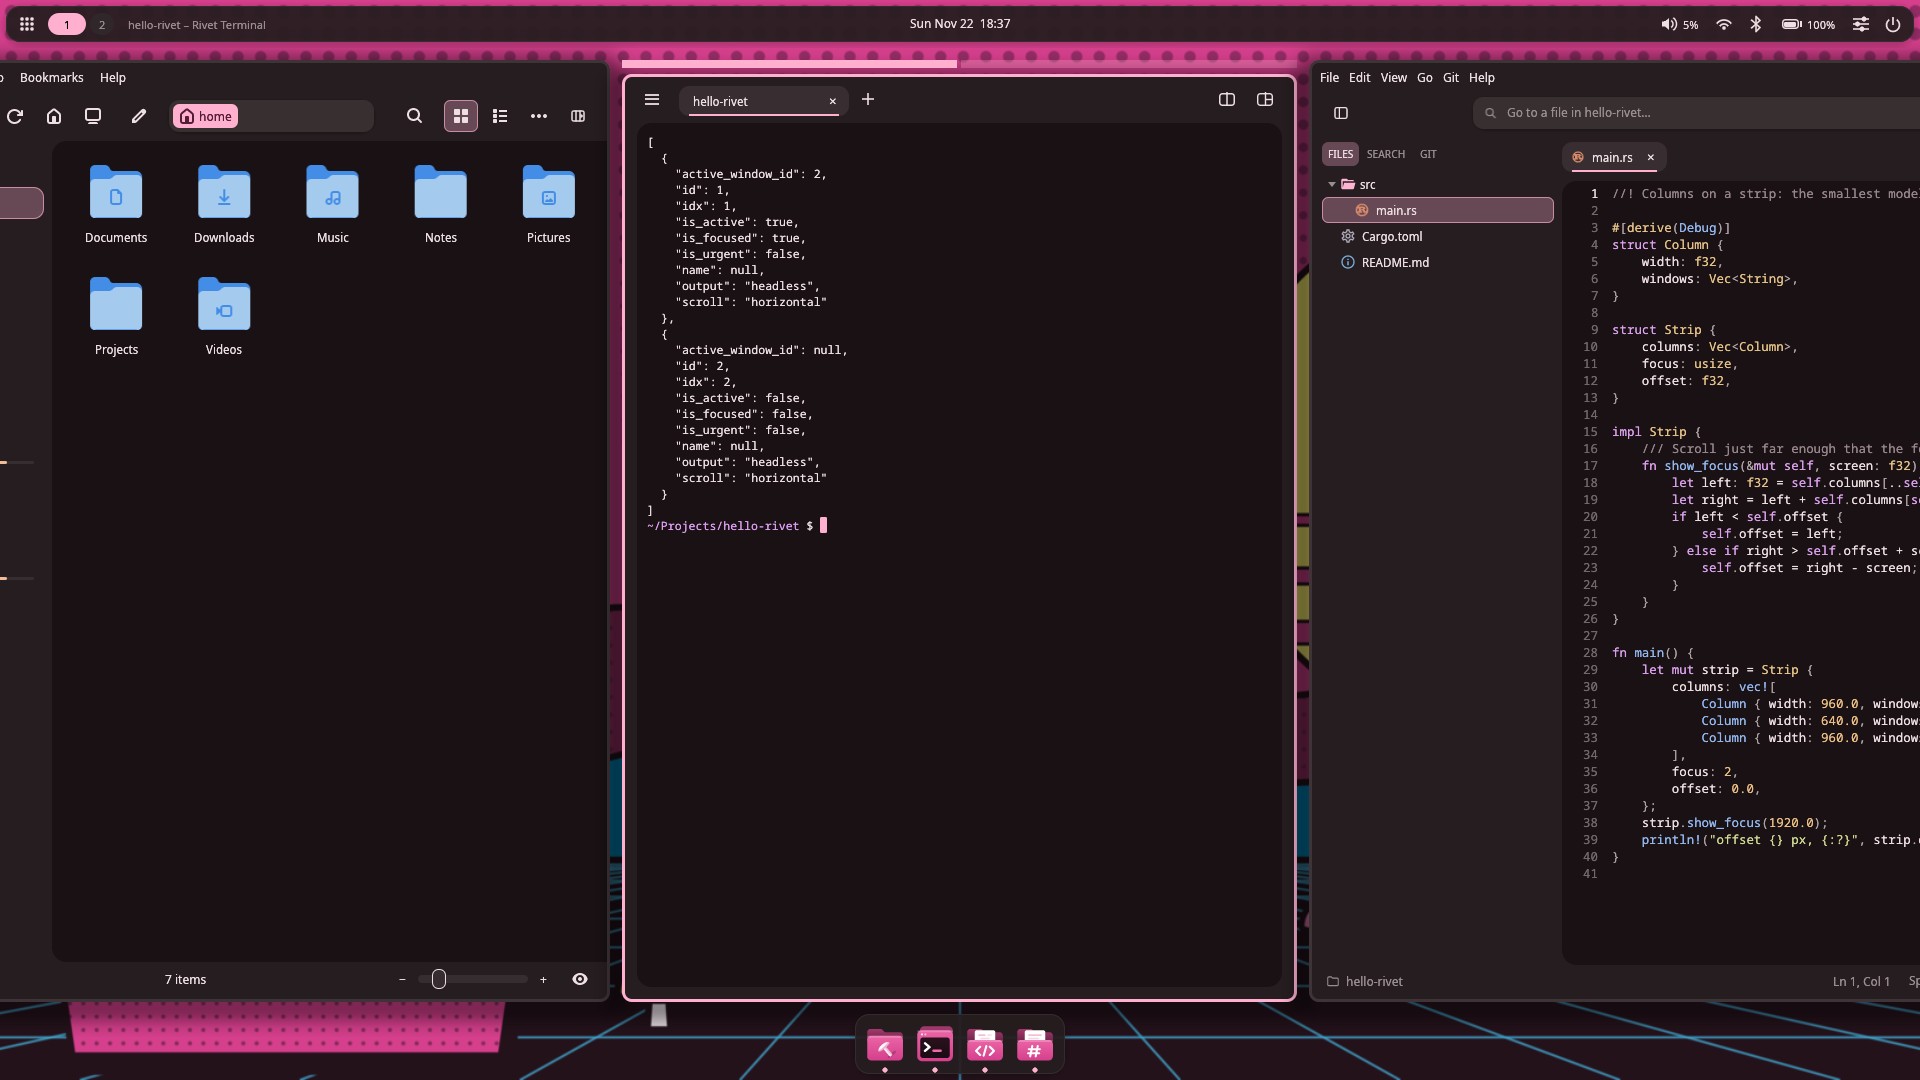 1 2 hello-rivet – Rivet Terminal
Sun Nov 22 18:37
5% 100%
Bookmarks Help
home
Documents Downloads Music Notes Pictures
Projects Videos
7 items
hello-rivet
[
  {
    "active_window_id": 2,
    "id": 1,
    "idx": 1,
    "is_active": true,
    "is_focused": true,
    "is_urgent": false,
    "name": null,
    "output": "headless",
    "scroll": "horizontal"
  },
  {
    "active_window_id": null,
    "id": 2,
    "idx": 2,
    "is_active": false,
    "is_focused": false,
    "is_urgent": false,
    "name": null,
    "output": "headless",
    "scroll": "horizontal"
  }
]
~/Projects/hello-rivet $
File Edit View Go Git Help
Go to a file in hello-rivet...
FILES SEARCH GIT
src
main.rs
Cargo.toml
README.md
main.rs
1 //! Columns on a strip: the smallest mode
2
3 #[derive(Debug)]
4 struct Column {
5     width: f32,
6     windows: Vec<String>,
7 }
8
9 struct Strip {
10     columns: Vec<Column>,
11     focus: usize,
12     offset: f32,
13 }
14
15 impl Strip {
16     /// Scroll just far enough that the f
17     fn show_focus(&mut self, screen: f32)
18         let left: f32 = self.columns[..se
19         let right = left + self.columns[s
20         if left < self.offset {
21             self.offset = left;
22         } else if right > self.offset + s
23             self.offset = right - screen;
24         }
25     }
26 }
27
28 fn main() {
29     let mut strip = Strip {
30         columns: vec![
31             Column { width: 960.0, window
32             Column { width: 640.0, window
33             Column { width: 960.0, window
34         ],
35         focus: 2,
36         offset: 0.0,
37     };
38     strip.show_focus(1920.0);
39     println!("offset {} px, {:?}", strip.
40 }
41
hello-rivet
Ln 1, Col 1 Sp